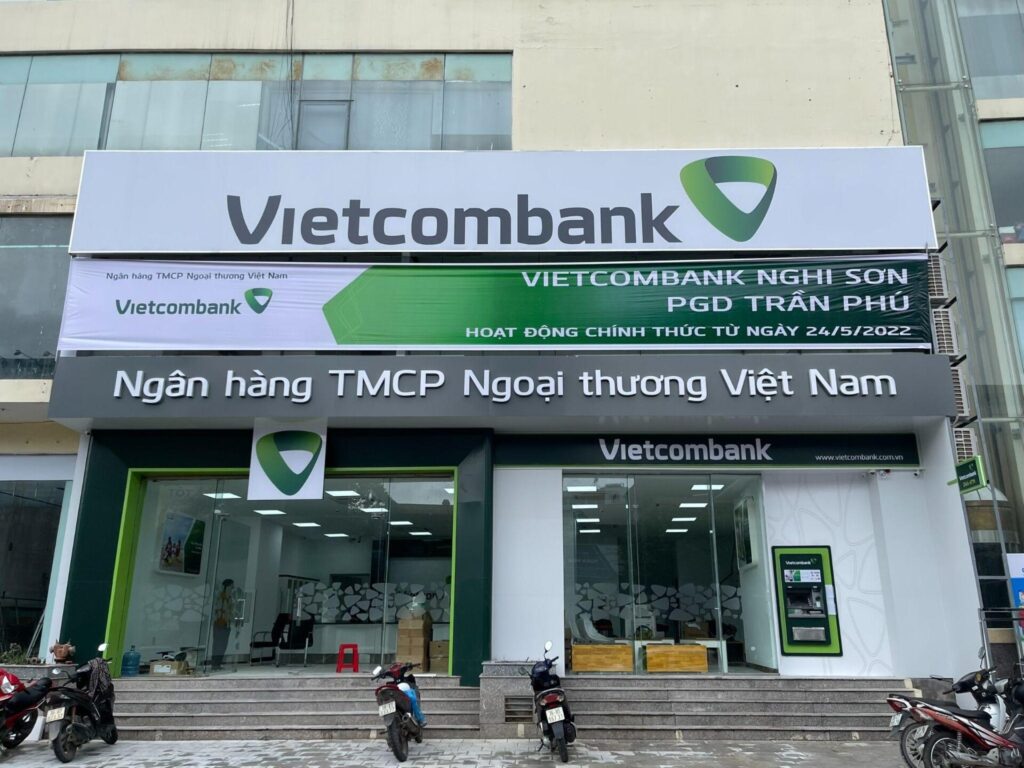 Vietcombank
Ngân hàng TMCP Ngoại thương Việt Nam
Vietcombank
VIETCOMBANK NGHI SƠN
PGD TRẦN PHÚ
HOẠT ĐỘNG CHÍNH THỨC TỪ NGÀY 24/5/2022
Ngân hàng TMCP Ngoại thương Việt Nam
Vietcombank
www.vietcombank.com.vn
Vietcombank